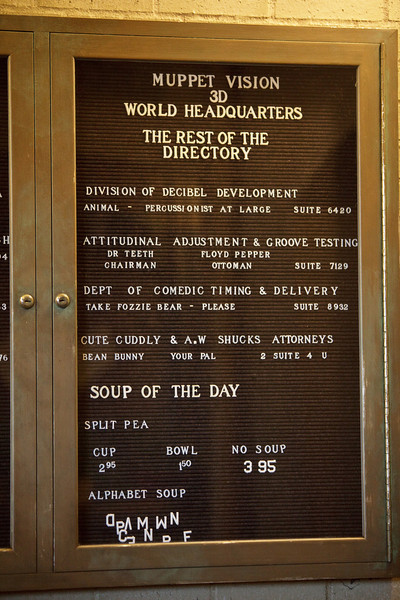 MUPPET VISION
3D
WORLD HEADQUARTERS
THE REST OF THE
DIRECTORY
DIVISION OF DECIBEL DEVELOPMENT
ANIMAL - PERCUSSIONIST AT LARGE SUITE 6420
ATTITUDINAL ADJUSTMENT & GROOVE TESTING
DR TEETH FLOYD PEPPER
CHAIRMAN OTTOMAN SUITE 7129
DEPT OF COMEDIC TIMING & DELIVERY
TAKE FOZZIE BEAR - PLEASE SUITE 8952
CUTE CUDDLY & A.W SHUCKS ATTORNEYS
BEAN BUNNY YOUR PAL 2 SUITE 4 U
SOUP OF THE DAY
SPLIT PEA
CUP BOWL NO SOUP
2 95 1 50 3 95
ALPHABET SOUP